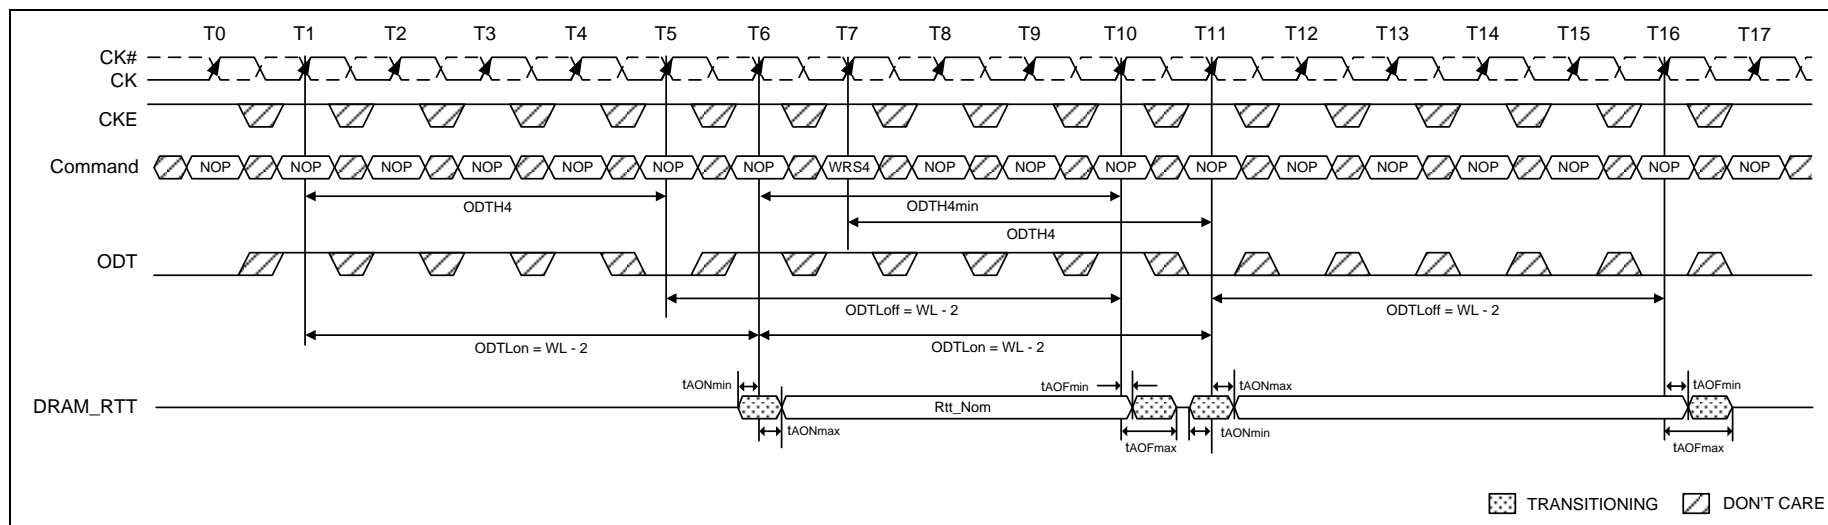 T0 T1 T2 T3 T4 T5 T6 T7 T8 T9 T10 T11 T12 T13 T14 T15 T16 T17
CK#
CK
CKE
Command NOP NOP NOP NOP NOP NOP NOP WRS4 NOP NOP NOP NOP NOP NOP NOP NOP NOP NOP
ODTH4 ODTH4min
ODTH4
ODT
ODTLoff = WL - 2 ODTLoff = WL - 2
ODTLon = WL - 2 ODTLon = WL - 2
tAONmin tAOFmin tAONmax tAOFmin
DRAM_RTT Rtt_Nom
tAONmax tAOFmax tAONmin tAOFmax
TRANSITIONING DON'T CARE